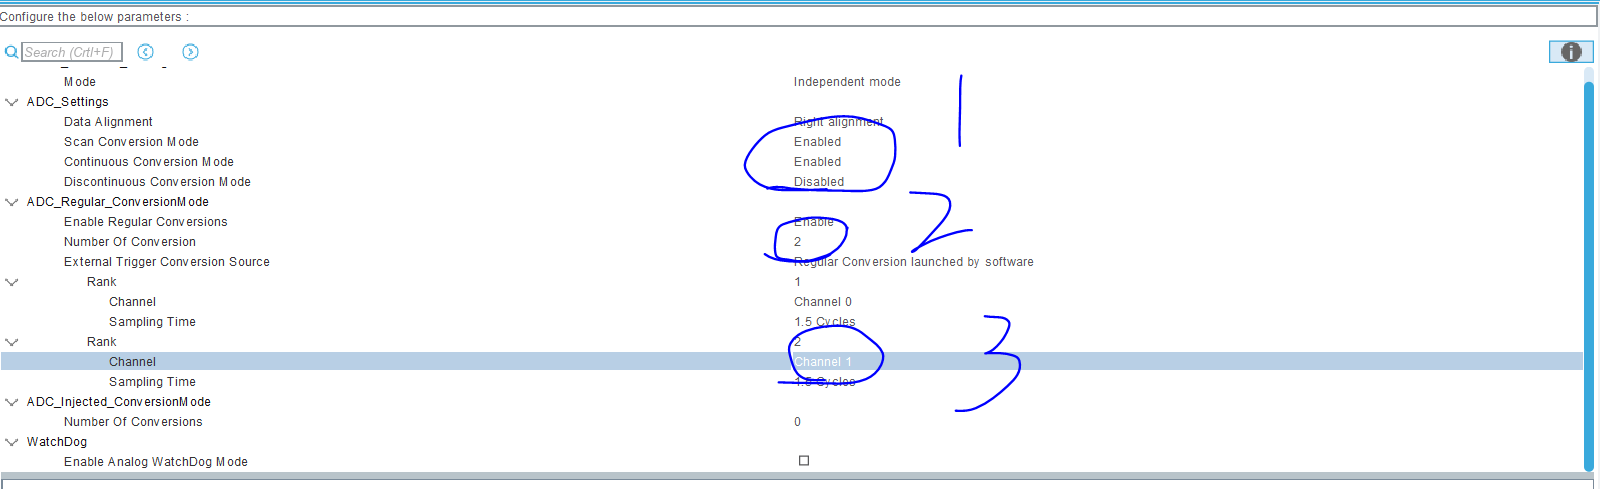 Configure the below parameters :
Search (Crtl+F)
Mode Independent mode
ADC_Settings
Data Alignment Right alignment
Scan Conversion Mode Enabled
Continuous Conversion Mode Enabled
Discontinuous Conversion Mode Disabled
ADC_Regular_ConversionMode
Enable Regular Conversions Enable
Number Of Conversion 2
External Trigger Conversion Source Regular Conversion launched by software
Rank 1
Channel Channel 0
Sampling Time 1.5 Cycles
Rank 2
Channel Channel 1
Sampling Time 1.5 Cycles
ADC_Injected_ConversionMode
Number Of Conversions 0
WatchDog
Enable Analog WatchDog Mode
1
2
3